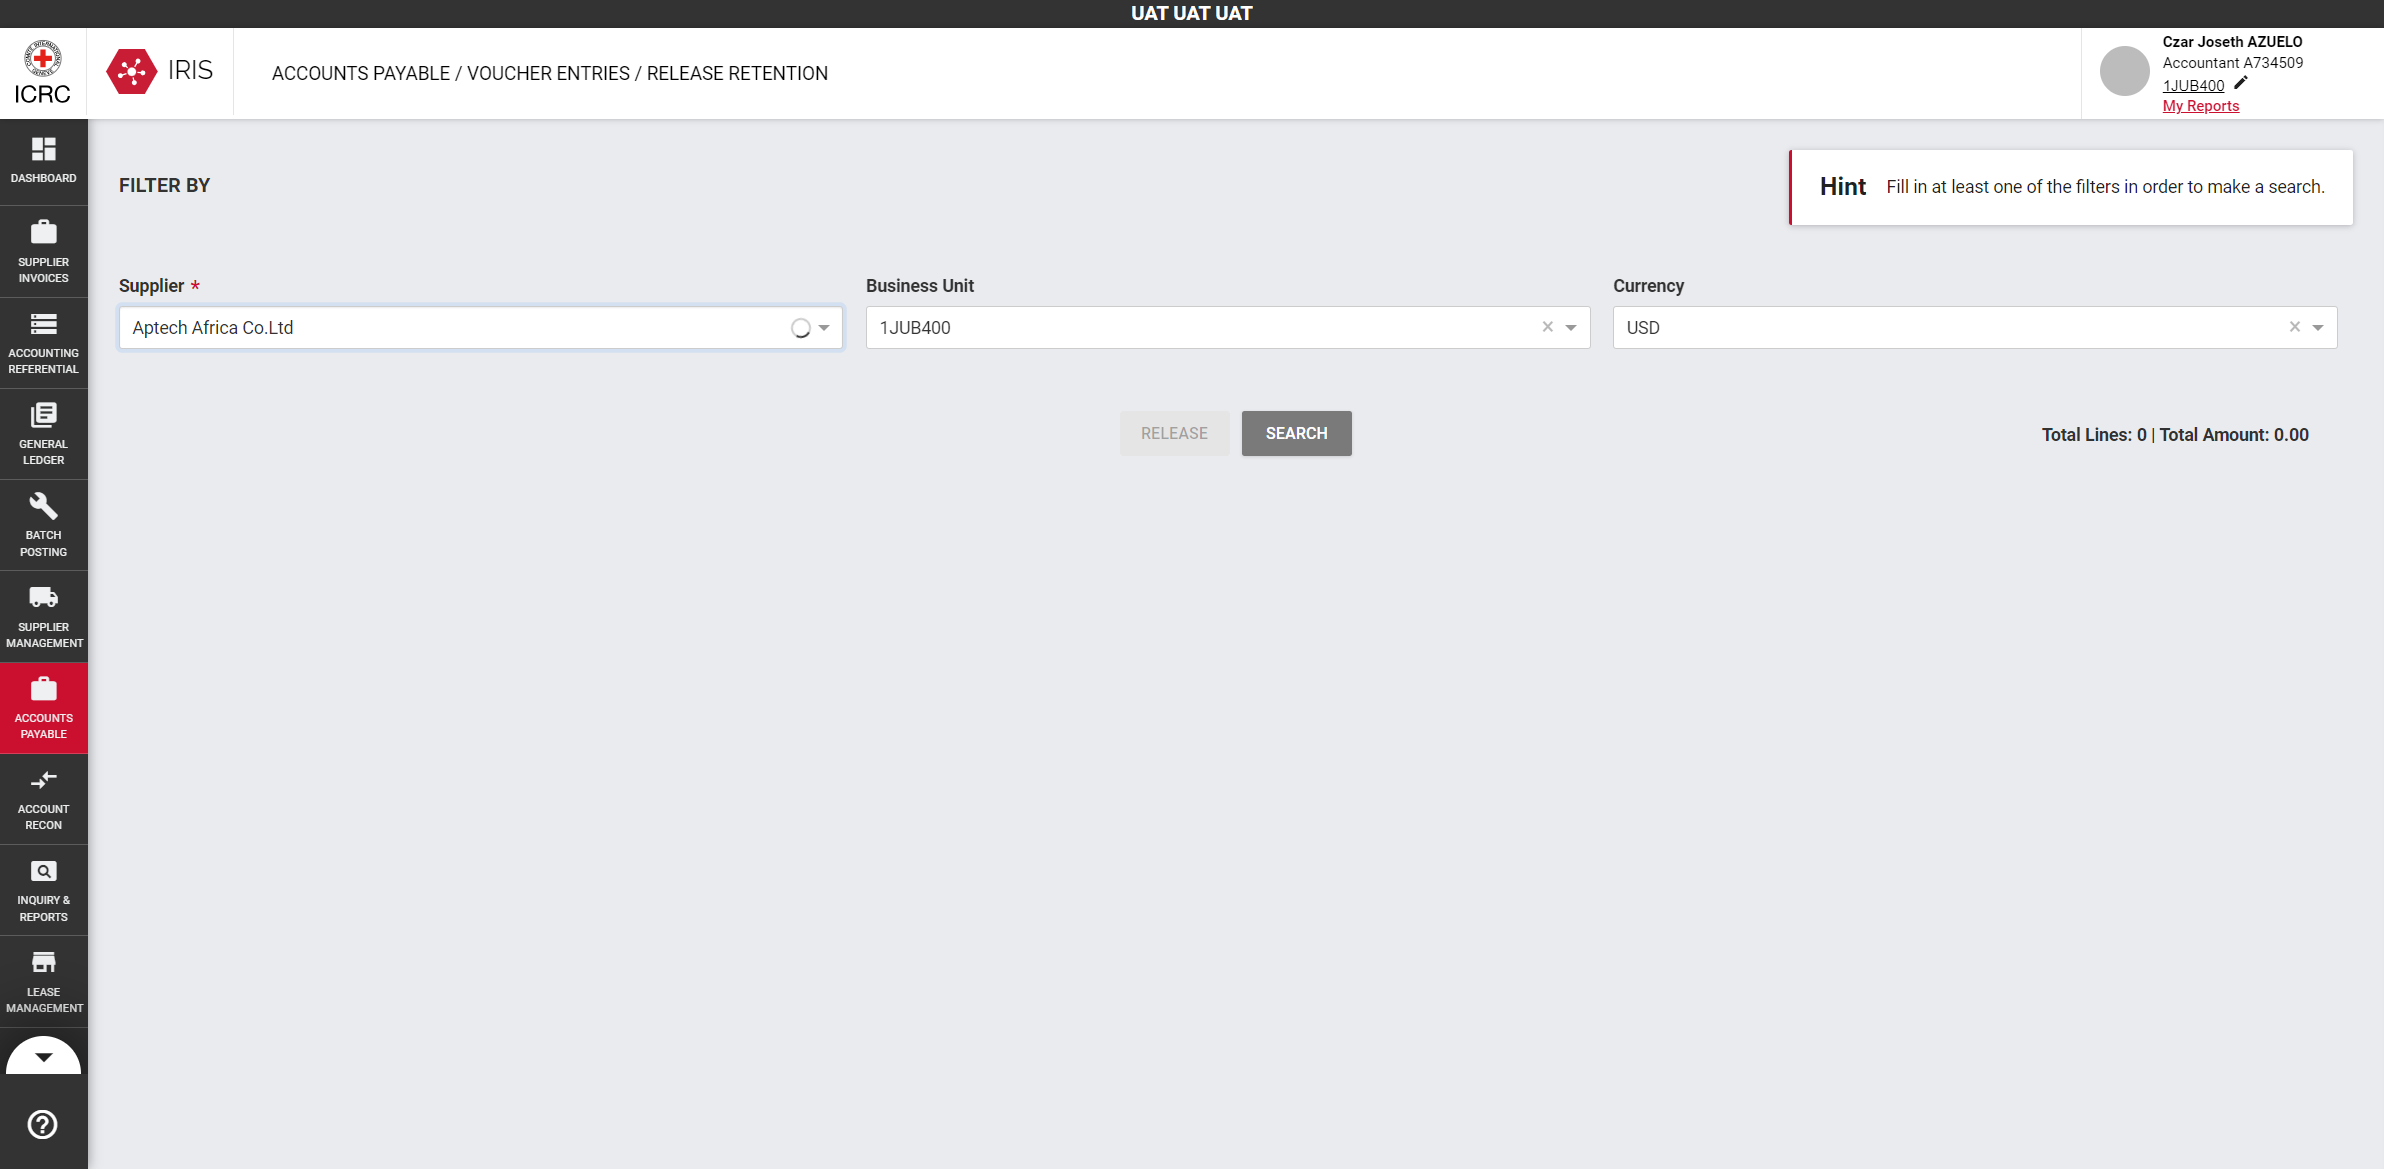 UAT UAT UAT
ICRC
IRIS
ACCOUNTS PAYABLE / VOUCHER ENTRIES / RELEASE RETENTION
Czar Joseth AZUELO
Accountant A734509
1JUB400
My Reports
DASHBOARD
SUPPLIER
INVOICES
ACCOUNTING
REFERENTIAL
GENERAL
LEDGER
BATCH
POSTING
SUPPLIER
MANAGEMENT
ACCOUNTS
PAYABLE
ACCOUNT
RECON
INQUIRY &
REPORTS
LEASE
MANAGEMENT
FILTER BY
Hint Fill in at least one of the filters in order to make a search.
Supplier *
Aptech Africa Co.Ltd
Business Unit
1JUB400
Currency
USD
RELEASE
SEARCH
Total Lines: 0 | Total Amount: 0.00